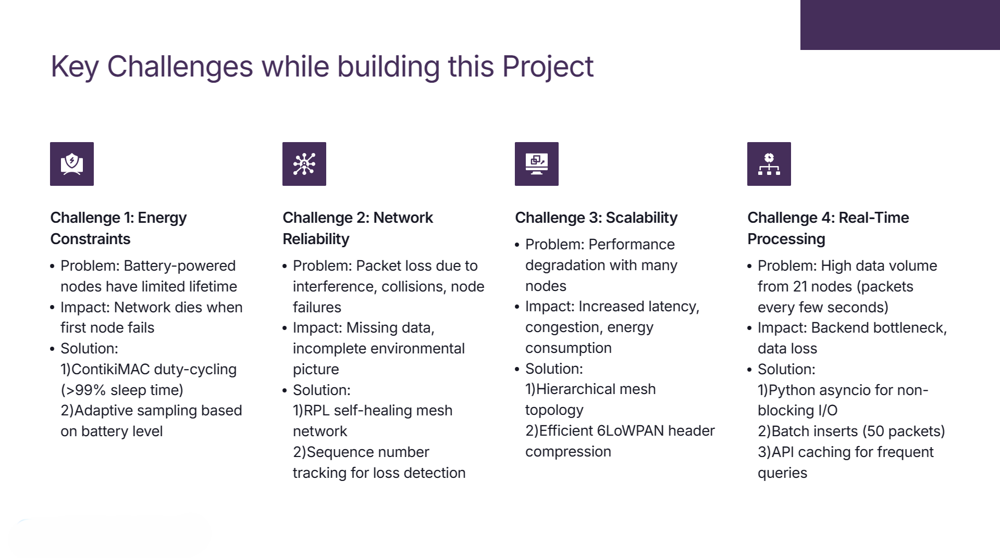 Key Challenges while building this Project
Challenge 1: Energy
Constraints
• Problem: Battery-powered
nodes have limited lifetime
• Impact: Network dies when
first node fails
• Solution:
1)ContikiMAC duty-cycling
(>99% sleep time)
2)Adaptive sampling based
on battery level
Challenge 2: Network
Reliability
• Problem: Packet loss due to
interference, collisions, node
failures
• Impact: Missing data,
incomplete environmental
picture
• Solution:
1)RPL self-healing mesh
network
2)Sequence number
tracking for loss detection
Challenge 3: Scalability
• Problem: Performance
degradation with many
nodes
• Impact: Increased latency,
congestion, energy
consumption
• Solution:
1)Hierarchical mesh
topology
2)Efficient 6LoWPAN header
compression
Challenge 4: Real-Time
Processing
• Problem: High data volume
from 21 nodes (packets
every few seconds)
• Impact: Backend bottleneck,
data loss
• Solution:
1)Python asyncio for non-
blocking I/O
2)Batch inserts (50 packets)
3)API caching for frequent
queries